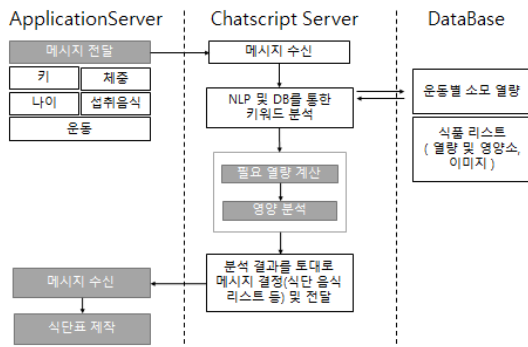 ApplicationServer
Chatscript Server
DataBase
메시지 전달
키
체중
나이
섭취음식
운동
메시지 수신
NLP 및 DB를 통한
키워드 분석
운동별 소모 열량
식품 리스트
( 열량 및 영양소,
이미지 )
필요 열량 계산
영양 분석
분석 결과를 토대로
메시지 결정(식단 음식
리스트 등) 및 전달
메시지 수신
식단표 제작